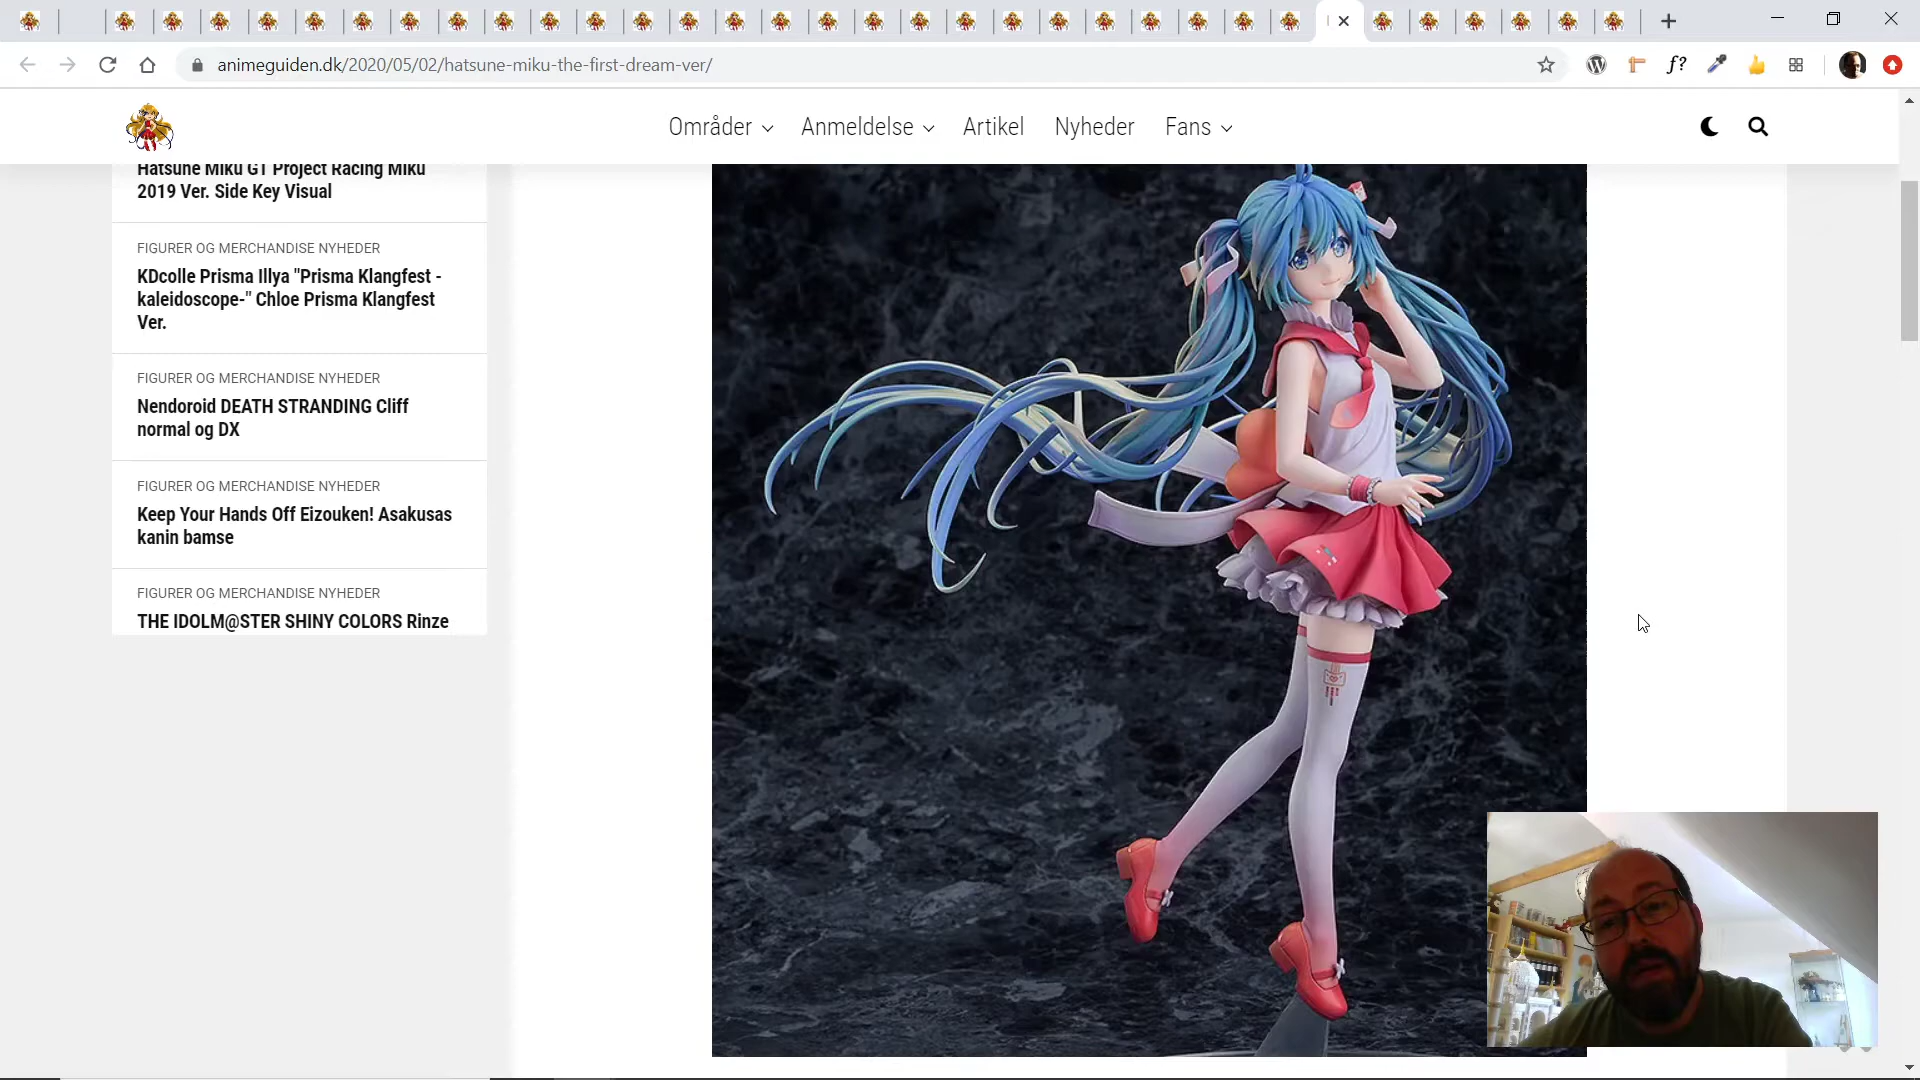 animeguiden.dk/2020/05/02/hatsune-miku-the-first-dream-ver/
f?
Områder
Anmeldelse
Artikel
Nyheder
Fans
Hatsune Miku GT Project Racing Miku
2019 Ver. Side Key Visual
FIGURER OG MERCHANDISE NYHEDER
KDcolle Prisma Illya "Prisma Klangfest -
kaleidoscope-" Chloe Prisma Klangfest
Ver.
FIGURER OG MERCHANDISE NYHEDER
Nendoroid DEATH STRANDING Cliff
normal og DX
FIGURER OG MERCHANDISE NYHEDER
Keep Your Hands Off Eizouken! Asakusas
kanin bamse
FIGURER OG MERCHANDISE NYHEDER
THE IDOLM@STER SHINY COLORS Rinze